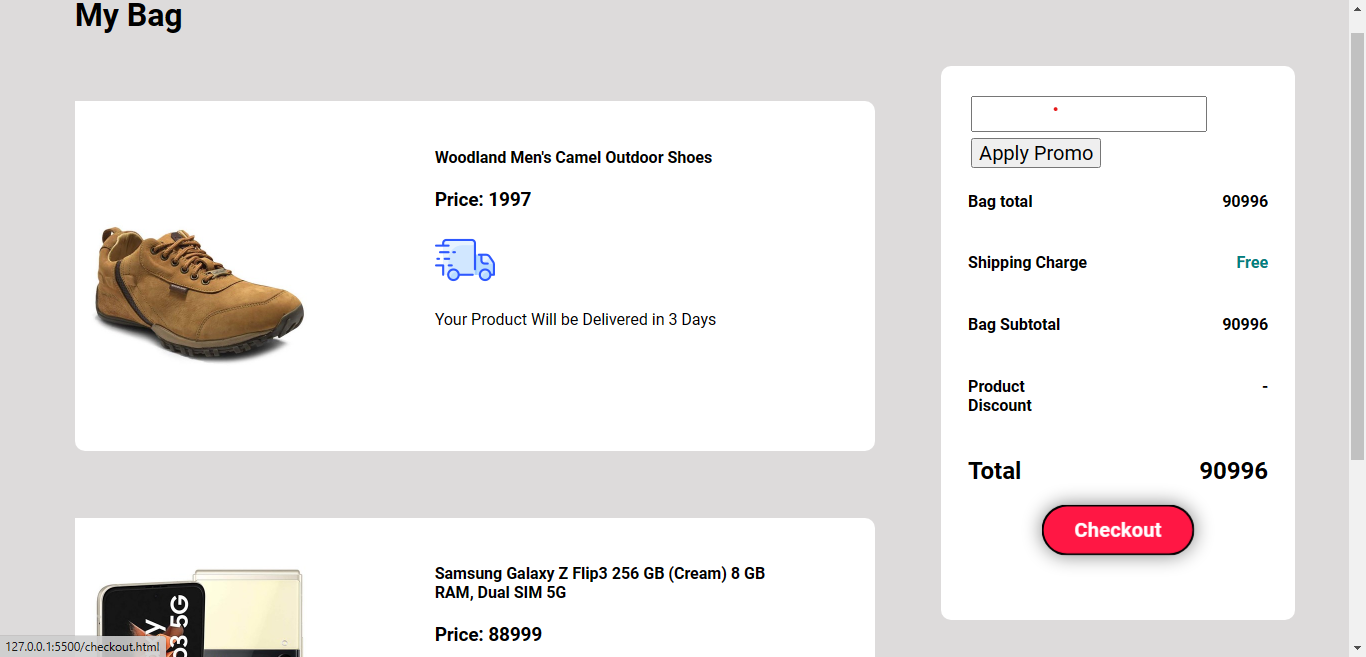 My Bag
Woodland Men's Camel Outdoor Shoes
Price: 1997
Your Product Will be Delivered in 3 Days
Samsung Galaxy Z Flip3 256 GB (Cream) 8 GB
RAM, Dual SIM 5G
Price: 88999
Apply Promo
Bag total 90996
Shipping Charge Free
Bag Subtotal 90996
Product -
Discount
Total 90996
Checkout
127.0.0.1:5500/checkout.html